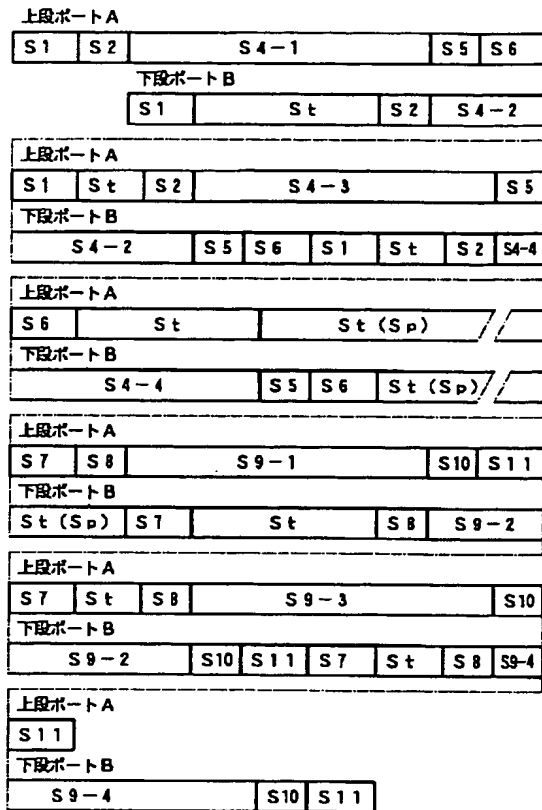 上段ポートA
S1 S2 S4-1 S5 S6
下段ポートB
S1 St S2 S4-2
上段ポートA
S1 St S2 S4-3 S5
下段ポートB
S4-2 S5 S6 S1 St S2 S4-4
上段ポートA
S6 St St(Sp)
下段ポートB
S4-4 S5 S6 St(Sp)
上段ポートA
S7 S8 S9-1 S10 S11
下段ポートB
St(Sp) S7 St S8 S9-2
上段ポートA
S7 St S8 S9-3 S10
下段ポートB
S9-2 S10 S11 S7 St S8 S9-4
上段ポートA
S11
下段ポートB
S9-4 S10 S11